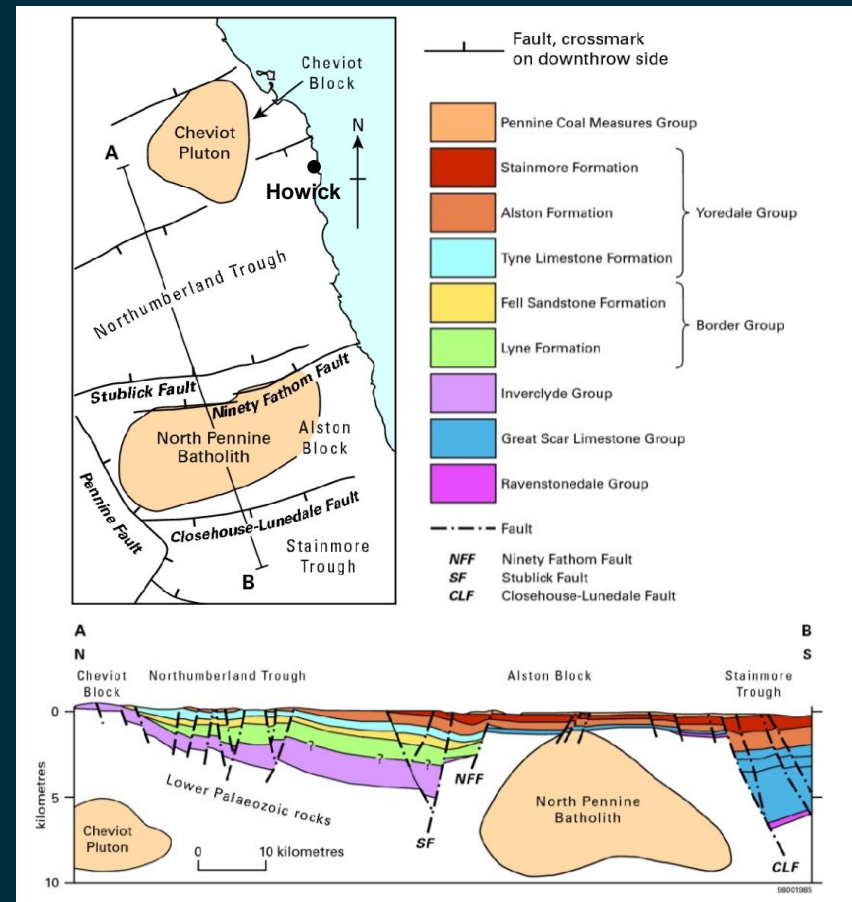 Cheviot
Block
Cheviot
Pluton
A
N
Howick
Northumberland Trough
Stublick Fault
Ninety Fathom Fault
North Pennine
Batholith
Alston
Block
Pennine Fault
Closehouse-Lunedale Fault
Stainmore
Trough
B
Fault, crossmark
on downthrow side
Pennine Coal Measures Group
Stainmore Formation
Alston Formation
Yoredale Group
Tyne Limestone Formation
Fell Sandstone Formation
Border Group
Lyne Formation
Inverclyde Group
Great Scar Limestone Group
Ravenstonedale Group
Fault
NFF Ninety Fathom Fault
SF Stublick Fault
CLF Closehouse-Lunedale Fault
A
N
B
S
Cheviot
Block
Northumberland Trough
Alston Block
Stainmore
Trough
0
5
10
kilometres
?
?
?
Lower Palaeozoic rocks
NFF
SF
North Pennine
Batholith
Cheviot
Pluton
0 10 kilometres
CLF
98001985